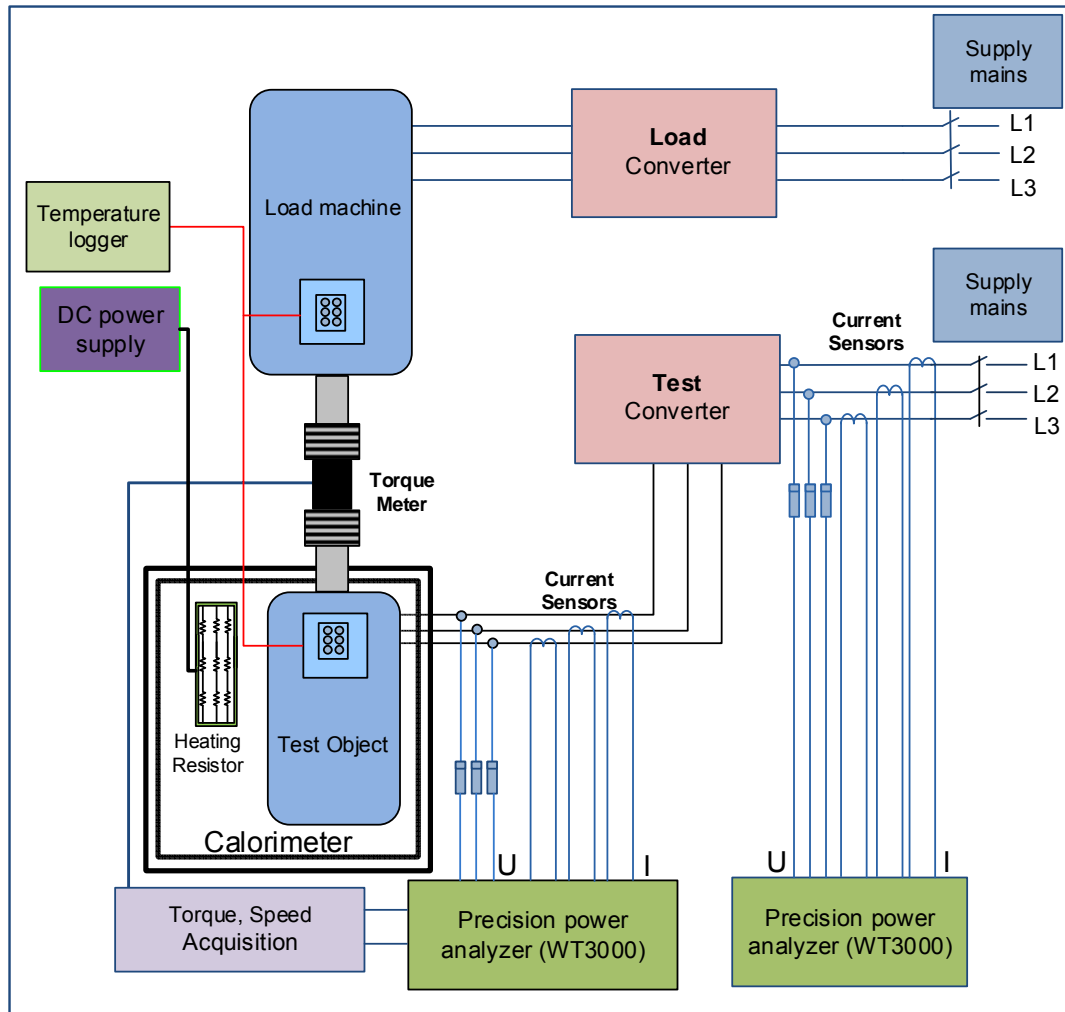 Supply
mains
L1
L2
L3
Load
Converter
Load machine
Temperature
logger
DC power
supply
Supply
mains
Current
Sensors
L1
L2
L3
Test
Converter
Torque
Meter
Current
Sensors
Heating
Resistor
Test Object
Calorimeter
U
I
U
I
Torque, Speed
Acquisition
Precision power
analyzer (WT3000)
Precision power
analyzer (WT3000)